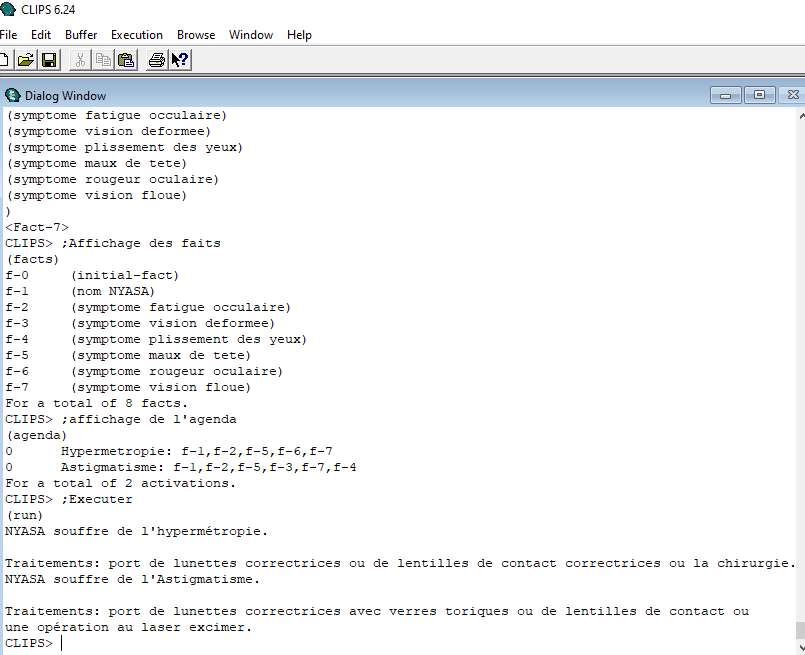 CLIPS 6.24
File Edit Buffer Execution Browse Window Help
Dialog Window
(symptome fatigue occulaire)
(symptome vision deformee)
(symptome plissement des yeux)
(symptome maux de tete)
(symptome rougeur oculaire)
(symptome vision floue)
)
<Fact-7>
CLIPS> ;Affichage des faits
(facts)
f-0 (initial-fact)
f-1 (nom NYASA)
f-2 (symptome fatigue occulaire)
f-3 (symptome vision deformee)
f-4 (symptome plissement des yeux)
f-5 (symptome maux de tete)
f-6 (symptome rougeur oculaire)
f-7 (symptome vision floue)
For a total of 8 facts.
CLIPS> ;affichage de l'agenda
(agenda)
0 Hypermetropie: f-1,f-2,f-5,f-6,f-7
0 Astigmatisme: f-1,f-2,f-5,f-3,f-7,f-4
For a total of 2 activations.
CLIPS> ;Executer
(run)
NYASA souffre de l'hypermétropie.
Traitements: port de lunettes correctrices ou de lentilles de contact correctrices ou la chirurgie.
NYASA souffre de l'Astigmatisme.
Traitements: port de lunettes correctrices avec verres toriques ou de lentilles de contact ou
une opération au laser excimer.
CLIPS>